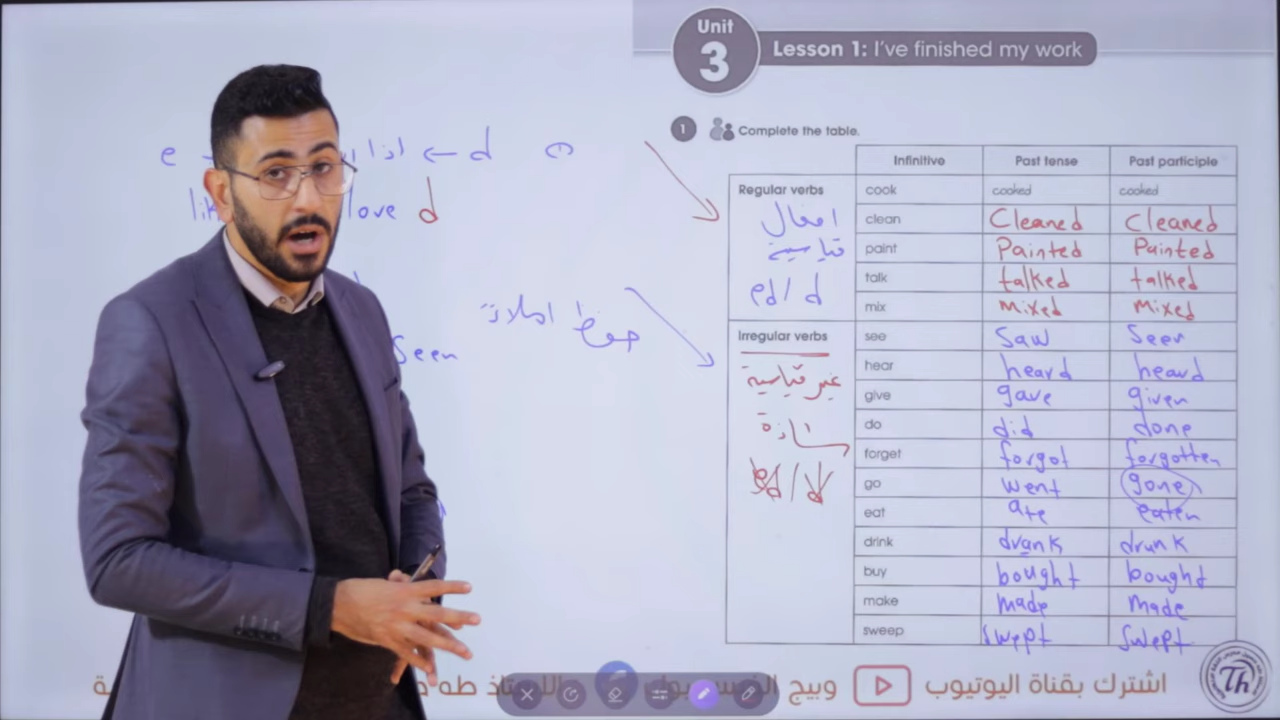 Unit
3
Lesson 1: I've finished my work
1 Complete the table.
Infinitive Past tense Past participle
Regular verbs
افعال
قياسية
ed/d
cook cooked cooked
clean Cleaned Cleaned
paint Painted Painted
talk talked talked
mix Mixed Mixed
Irregular verbs
غير قياسية
شاذة
ed/d
see Saw Seen
hear heard heard
give gave given
do did done
forget forgot forgotten
go went gone
eat ate eaten
drink drank drunk
buy bought bought
make made made
sweep swept swept
e اذا ← d
love d
Seen
اشترك بقناة اليوتيوب
وبيج
Th